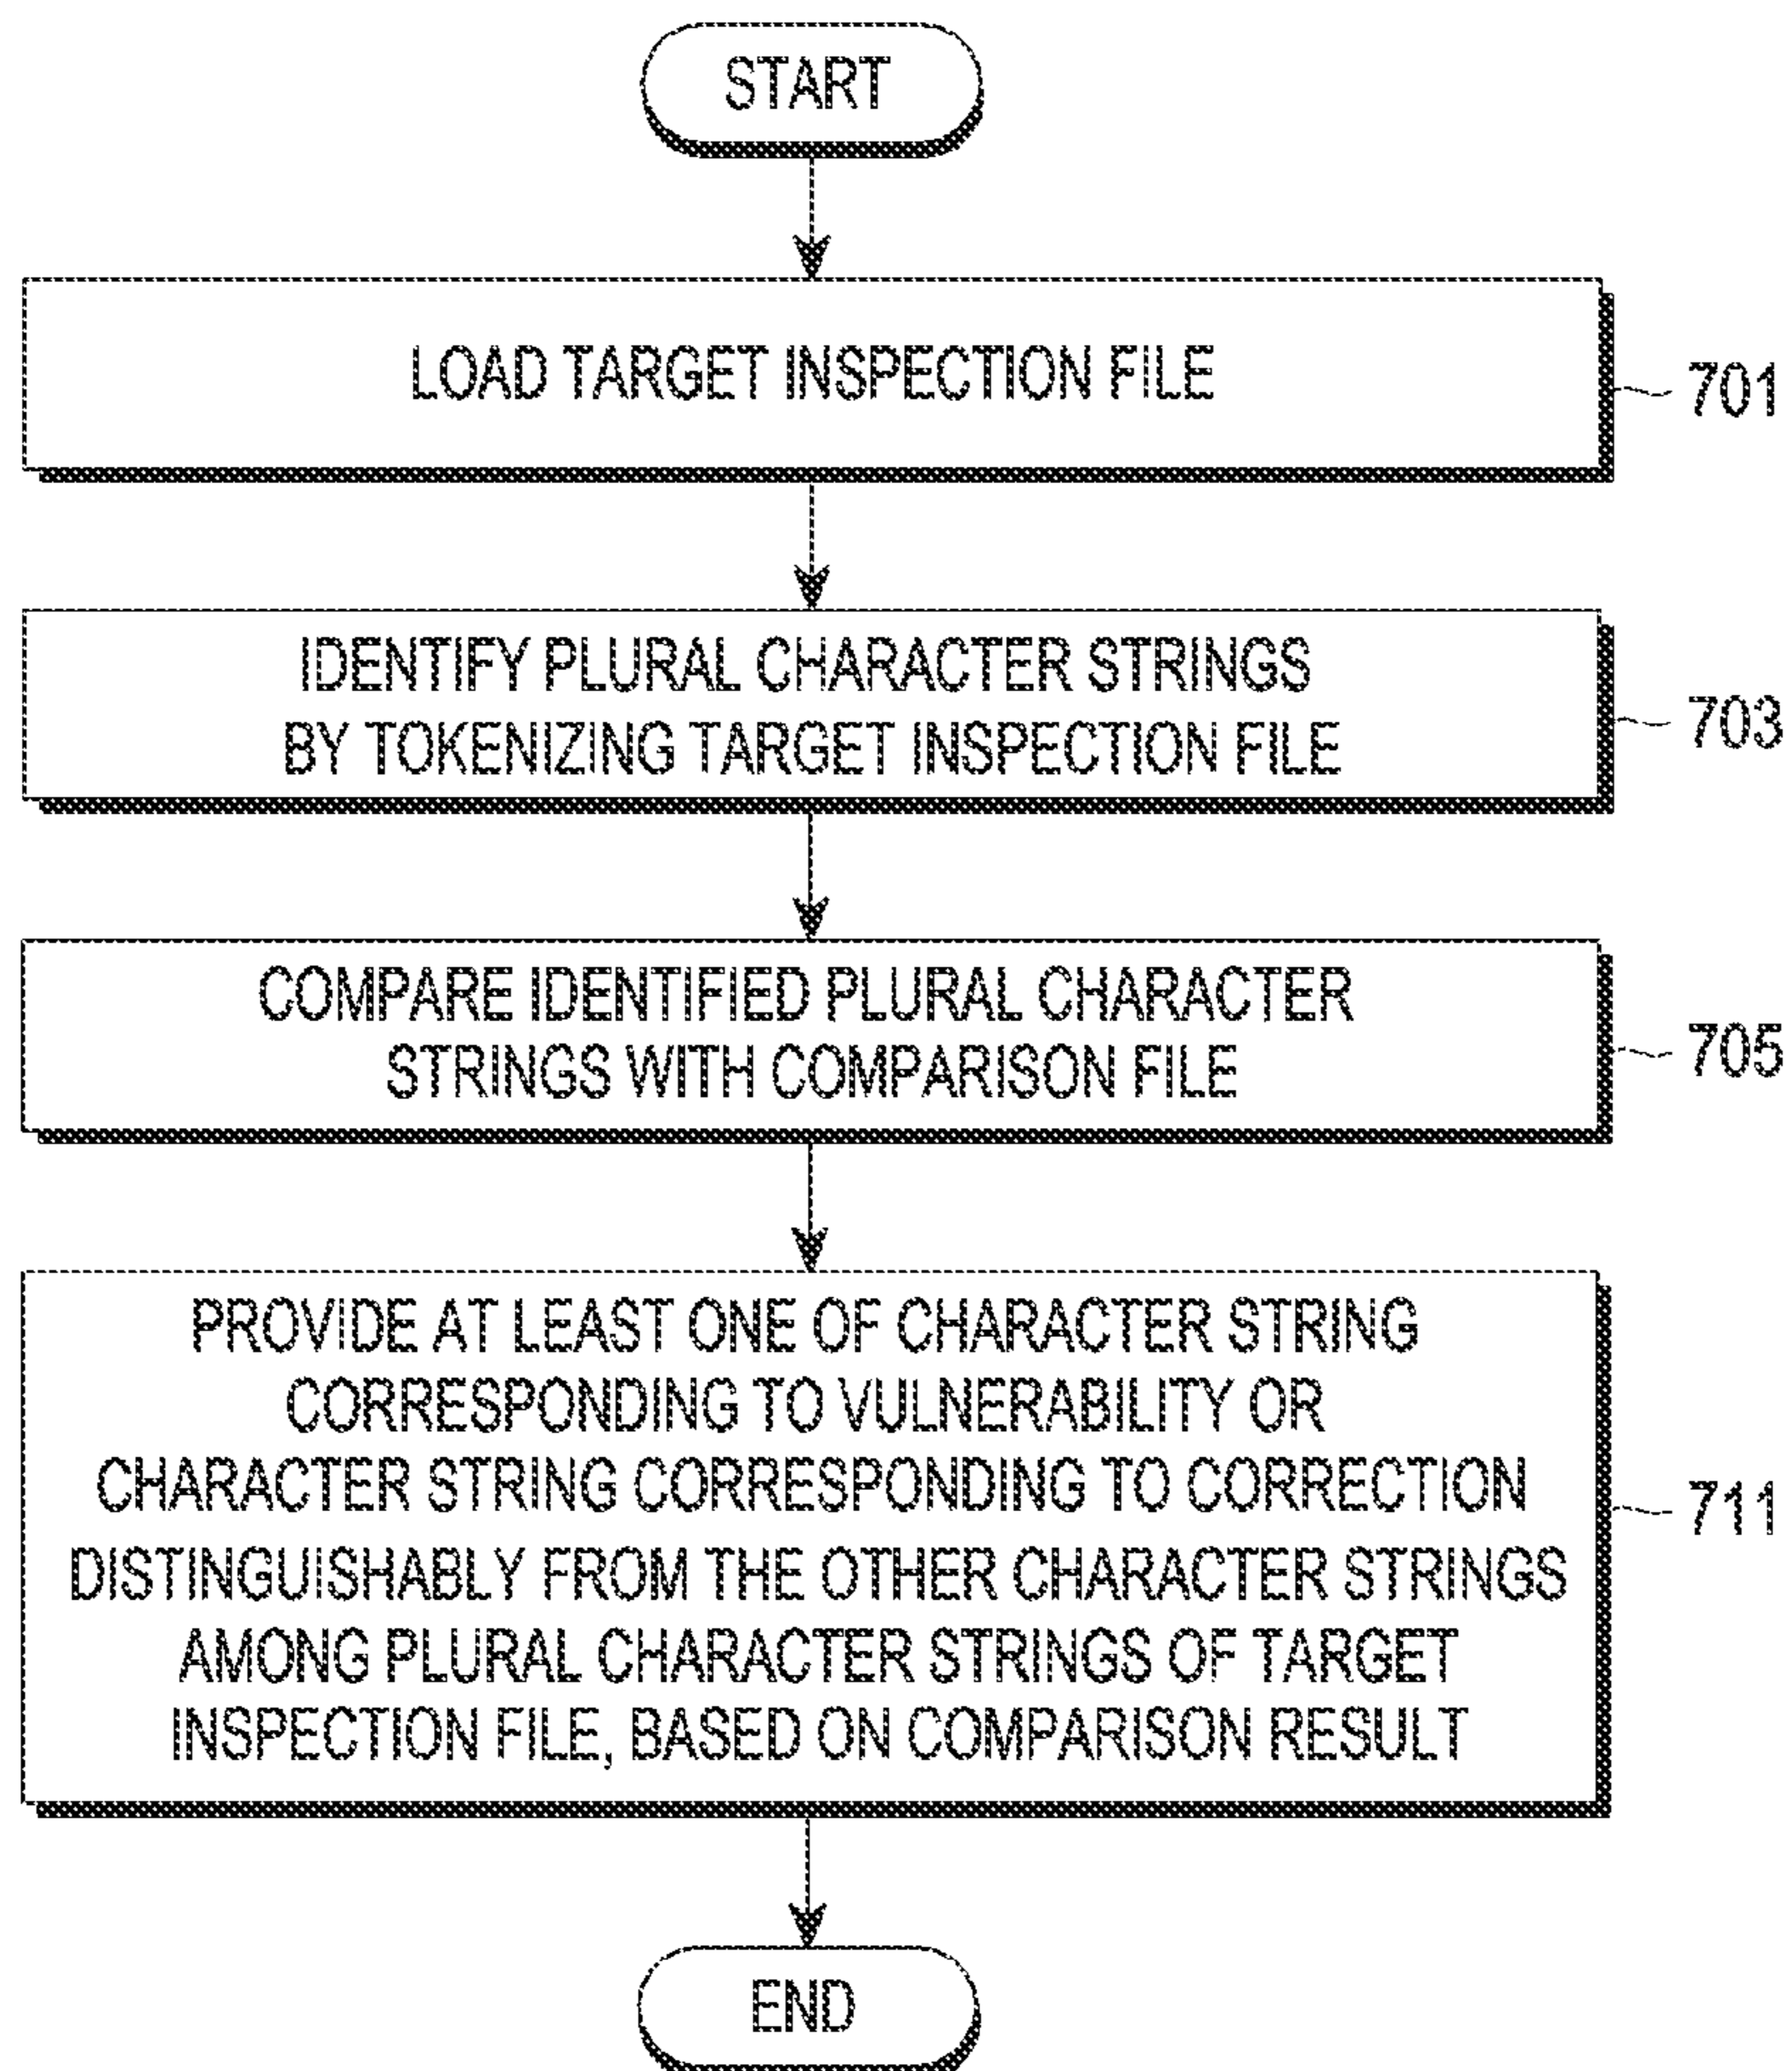 START
LOAD TARGET INSPECTION FILE
701
IDENTIFY PLURAL CHARACTER STRINGS
BY TOKENIZING TARGET INSPECTION FILE
703
COMPARE IDENTIFIED PLURAL CHARACTER
STRINGS WITH COMPARISON FILE
705
PROVIDE AT LEAST ONE OF CHARACTER STRING
CORRESPONDING TO VULNERABILITY OR
CHARACTER STRING CORRESPONDING TO CORRECTION
DISTINGUISHABLY FROM THE OTHER CHARACTER STRINGS
AMONG PLURAL CHARACTER STRINGS OF TARGET
INSPECTION FILE, BASED ON COMPARISON RESULT
711
END